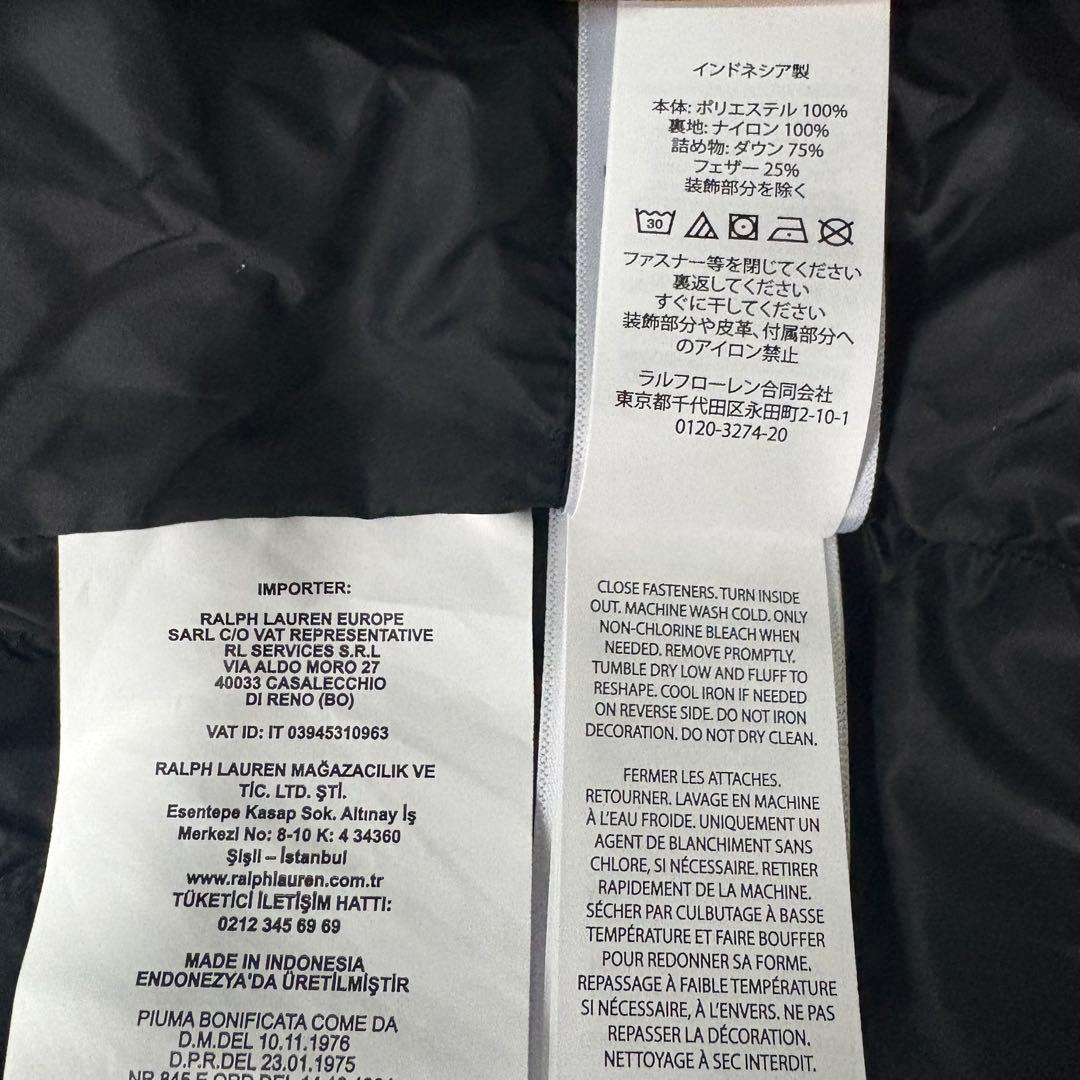 インドネシア製
本体: ポリエステル 100%
裏地: ナイロン 100%
詰め物: ダウン 75%
フェザー 25%
装飾部分を除く
30
ファスナー等を閉じてください
裏返してください
すぐに干してください
装飾部分や皮革、付属部分へ
のアイロン禁止
ラルフローレン合同会社
東京都千代田区永田町2-10-1
0120-3274-20
IMPORTER:
RALPH LAUREN EUROPE
SARL C/O VAT REPRESENTATIVE
RL SERVICES S.R.L
VIA ALDO MORO 27
40033 CASALECCHIO
DI RENO (BO)
VAT ID: IT 03945310963
RALPH LAUREN MAĞAZACILIK VE
TİC. LTD. ŞTİ.
Esentepe Kasap Sok. Altınay İş
Merkezl No: 8-10 K: 4 34360
Şişli – İstanbul
www.ralphlauren.com.tr
TÜKETİCİ İLETİŞİM HATTI:
0212 345 69 69
MADE IN INDONESIA
ENDONEZYA'DA ÜRETİLMİŞTİR
PIUMA BONIFICATA COME DA
D.M.DEL 10.11.1976
D.P.R.DEL 23.01.1975
CLOSE FASTENERS. TURN INSIDE
OUT. MACHINE WASH COLD. ONLY
NON-CHLORINE BLEACH WHEN
NEEDED. REMOVE PROMPTLY.
TUMBLE DRY LOW AND FLUFF TO
RESHAPE. COOL IRON IF NEEDED
ON REVERSE SIDE. DO NOT IRON
DECORATION. DO NOT DRY CLEAN.
FERMER LES ATTACHES.
RETOURNER. LAVAGE EN MACHINE
À L'EAU FROIDE. UNIQUEMENT UN
AGENT DE BLANCHIMENT SANS
CHLORE, SI NÉCESSAIRE. RETIRER
RAPIDEMENT DE LA MACHINE.
SÉCHER PAR CULBUTAGE À BASSE
TEMPÉRATURE ET FAIRE BOUFFER
POUR REDONNER SA FORME.
REPASSAGE À FAIBLE TEMPÉRATURE
SI NÉCESSAIRE, À L'ENVERS. NE PAS
REPASSER LA DÉCORATION.
NETTOYAGE À SEC INTERDIT.